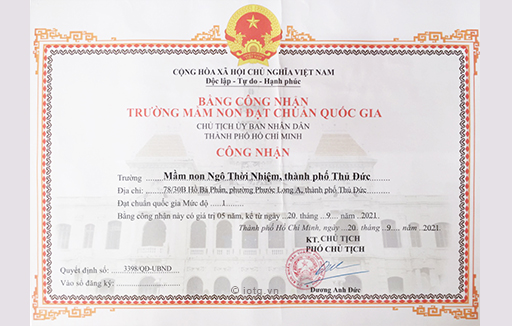 CỘNG HÒA XÃ HỘI CHỦ NGHĨA VIỆT NAM
Độc lập - Tự do - Hạnh phúc
BẰNG CÔNG NHẬN
TRƯỜNG MẦM NON ĐẠT CHUẨN QUỐC GIA
CHỦ TỊCH ỦY BAN NHÂN DÂN
THÀNH PHỐ HỒ CHÍ MINH
CÔNG NHẬN
Trường ..... Mầm non Ngô Thời Nhiệm, thành phố Thủ Đức
Địa chỉ : 78/30B Hồ Bá Phấn, phường Phước Long A, thành phố Thủ Đức
Đạt chuẩn quốc gia Mức độ ....1....
Bằng công nhận này có giá trị 05 năm, kể từ ngày ...20... tháng ...9... năm ...2021.
Thành phố Hồ Chí Minh, ngày ...20... tháng ...9... năm ...2021.
KT. CHỦ TỊCH
PHÓ CHỦ TỊCH
Quyết định số: 3398/QĐ-UBND
Vào sổ đăng ký:
© iotg.vn
Dương Anh Đức